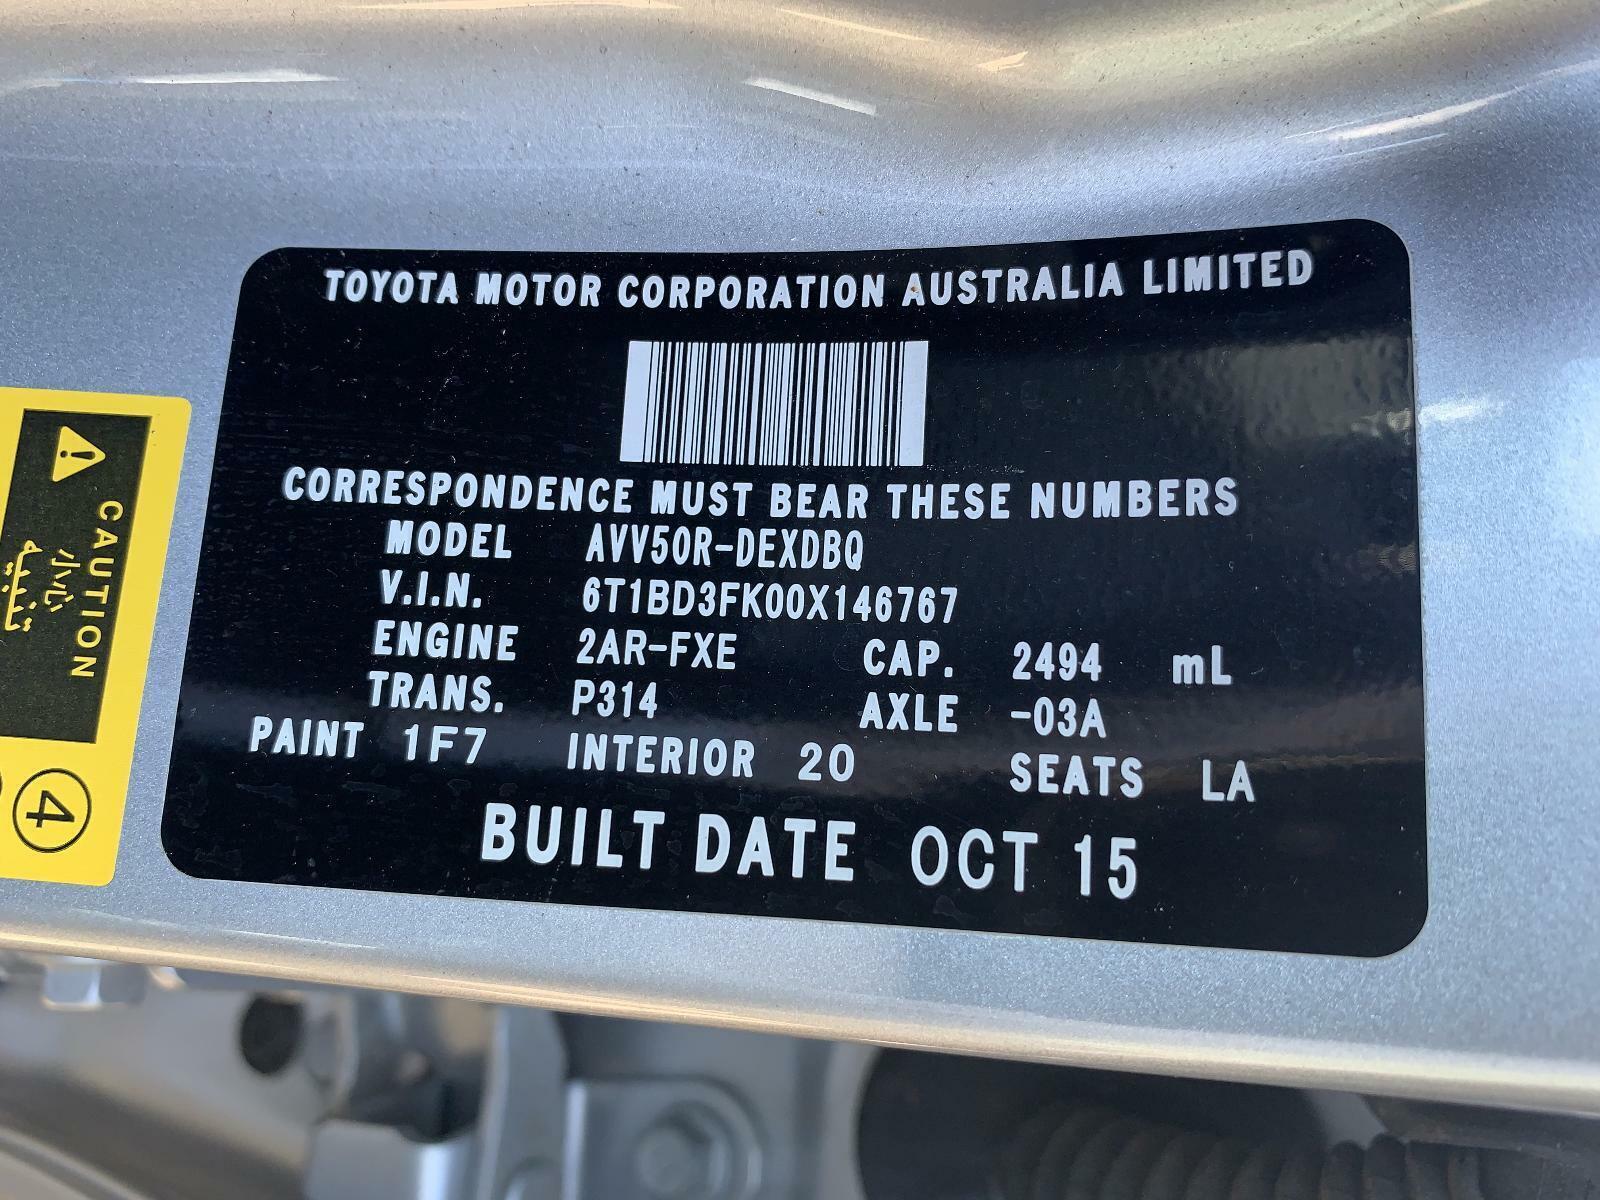 TOYOTA MOTOR CORPORATION AUSTRALIA LIMITED
CORRESPONDENCE MUST BEAR THESE NUMBERS
MODEL AVV50R-DEXDBQ
V.I.N. 6T1BD3FK00X146767
ENGINE 2AR-FXE CAP. 2494 mL
TRANS. P314 AXLE -03A
PAINT 1F7 INTERIOR 20 SEATS LA
BUILT DATE OCT 15
CAUTION
تنبيه
4